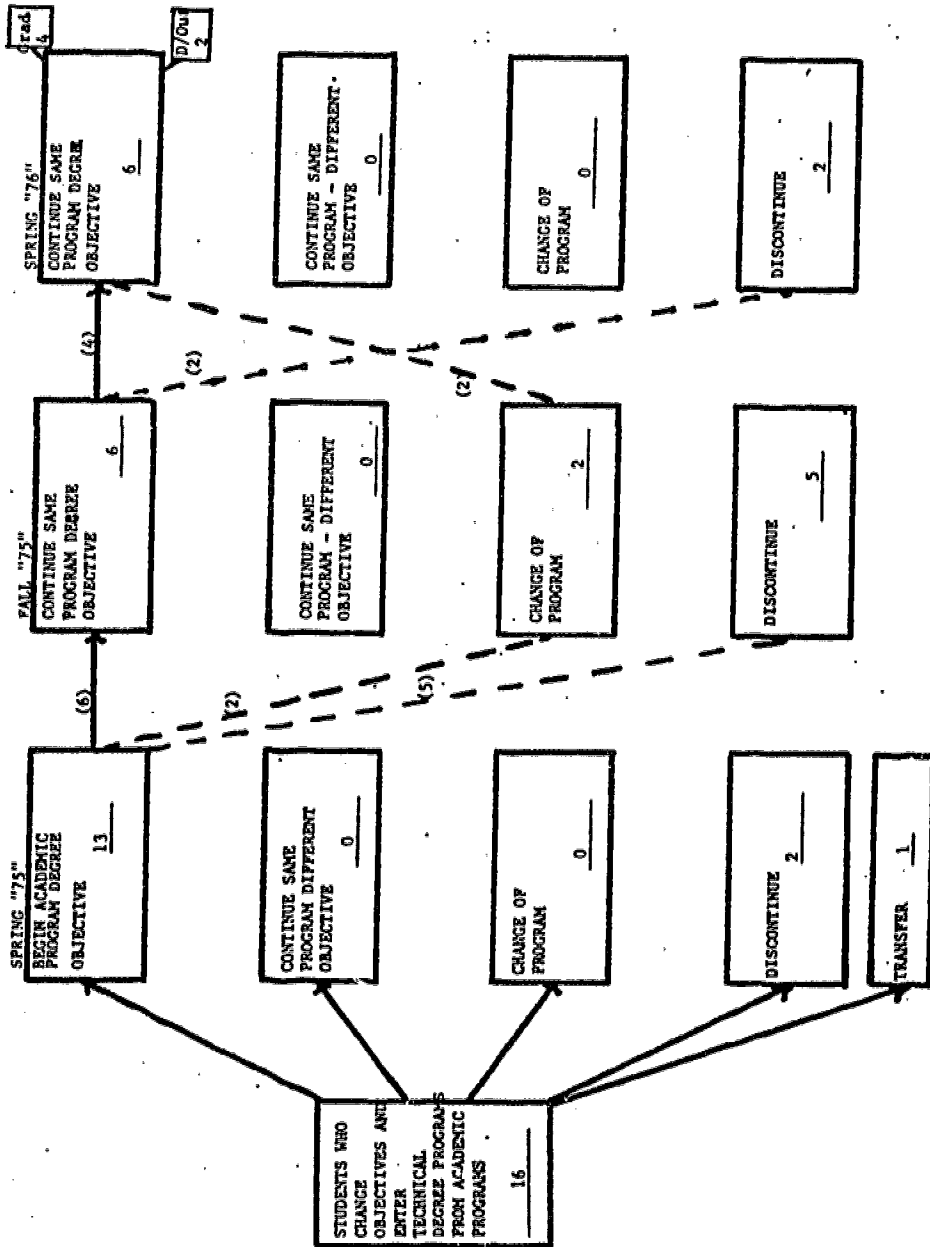 STUDENTS WHO
CHANGE
OBJECTIVES AND
ENTER
TECHNICAL
DEGREE PROGRAMS
FROM ACADEMIC
PROGRAMS
16
SPRING "75"
BEGIN ACADEMIC
PROGRAM DEGREE
OBJECTIVE
13
CONTINUE SAME
PROGRAM DIFFERENT
OBJECTIVE
0
CHANGE OF
PROGRAM
0
DISCONTINUE
2
TRANSFER 1
(6)
(2)
(5)
FALL "75"
CONTINUE SAME
PROGRAM DEGREE
OBJECTIVE
6
CONTINUE SAME
PROGRAM - DIFFERENT
OBJECTIVE
0
CHANGE OF
PROGRAM
2
DISCONTINUE
5
(4)
(2)
(2)
SPRING "76"
CONTINUE SAME
PROGRAM DEGREE
OBJECTIVE
6
Grad
4
D/Out
2
CONTINUE SAME
PROGRAM - DIFFERENT
OBJECTIVE
0
CHANGE OF
PROGRAM
0
DISCONTINUE
2